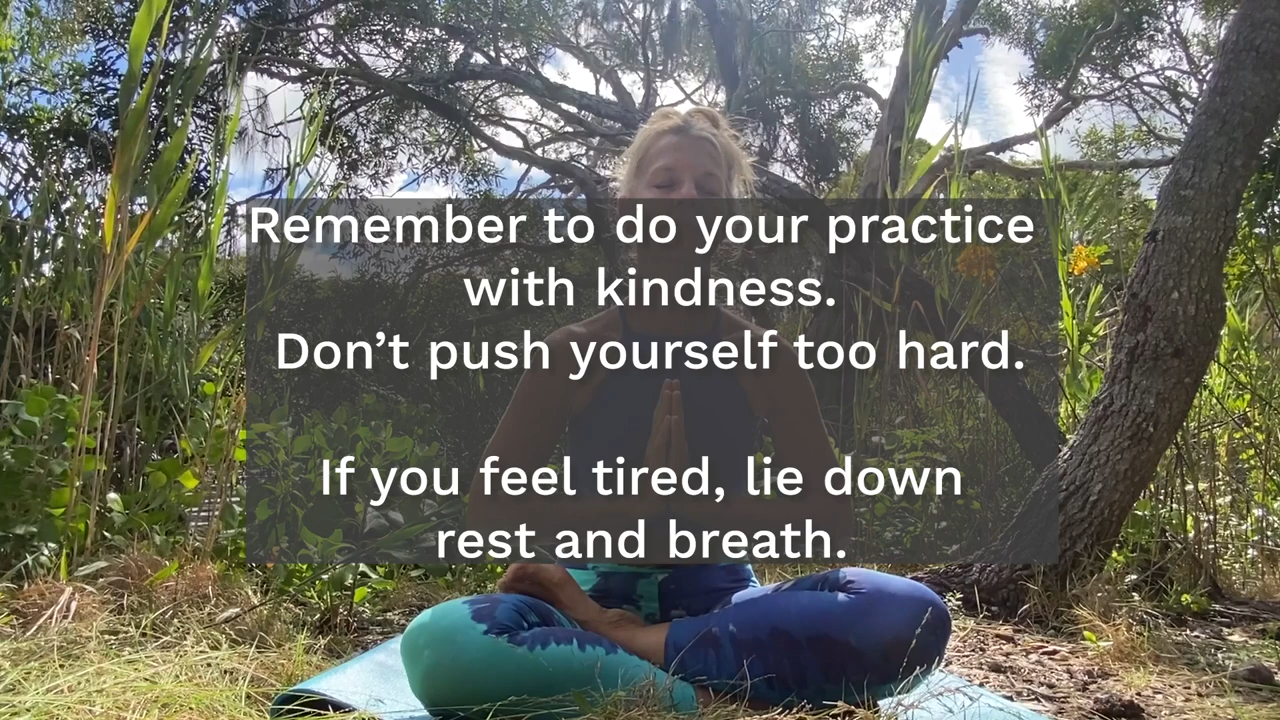 Remember to do your practice
with kindness.
Don’t push yourself too hard.
If you feel tired, lie down
rest and breath.